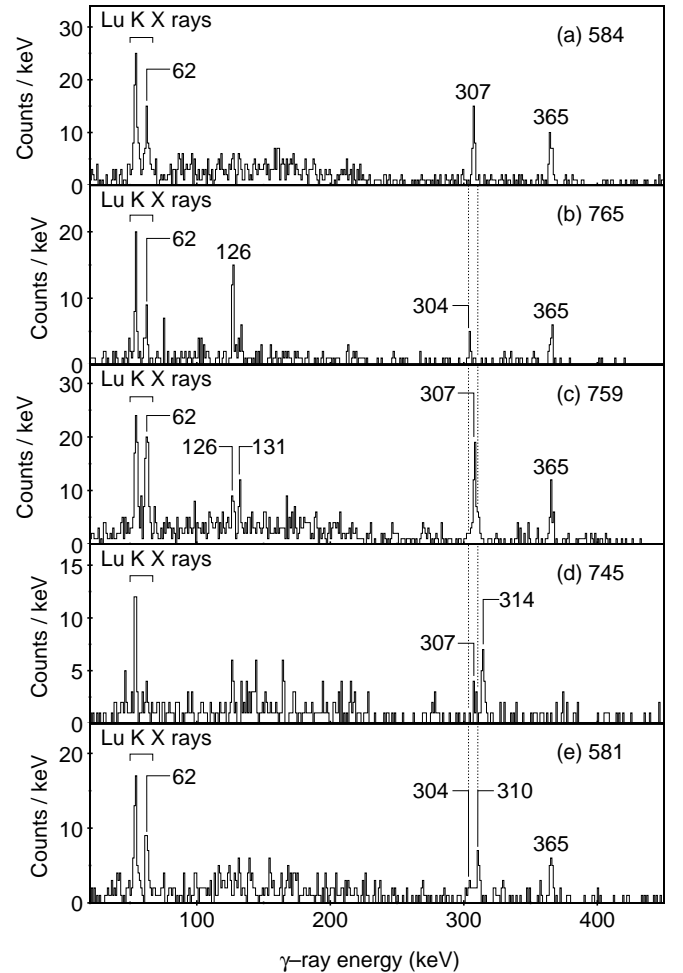 Lu K X rays
(a) 584
62
307
365
30
20
10
0
Counts / keV
Lu K X rays
(b) 765
62
126
304
365
20
10
0
Counts / keV
Lu K X rays
(c) 759
62
126 131
307
365
30
20
10
0
Counts / keV
Lu K X rays
(d) 745
314
307
15
10
5
0
Counts / keV
Lu K X rays
(e) 581
62
304 310
365
20
10
0
Counts / keV
100 200 300 400
γ–ray energy (keV)